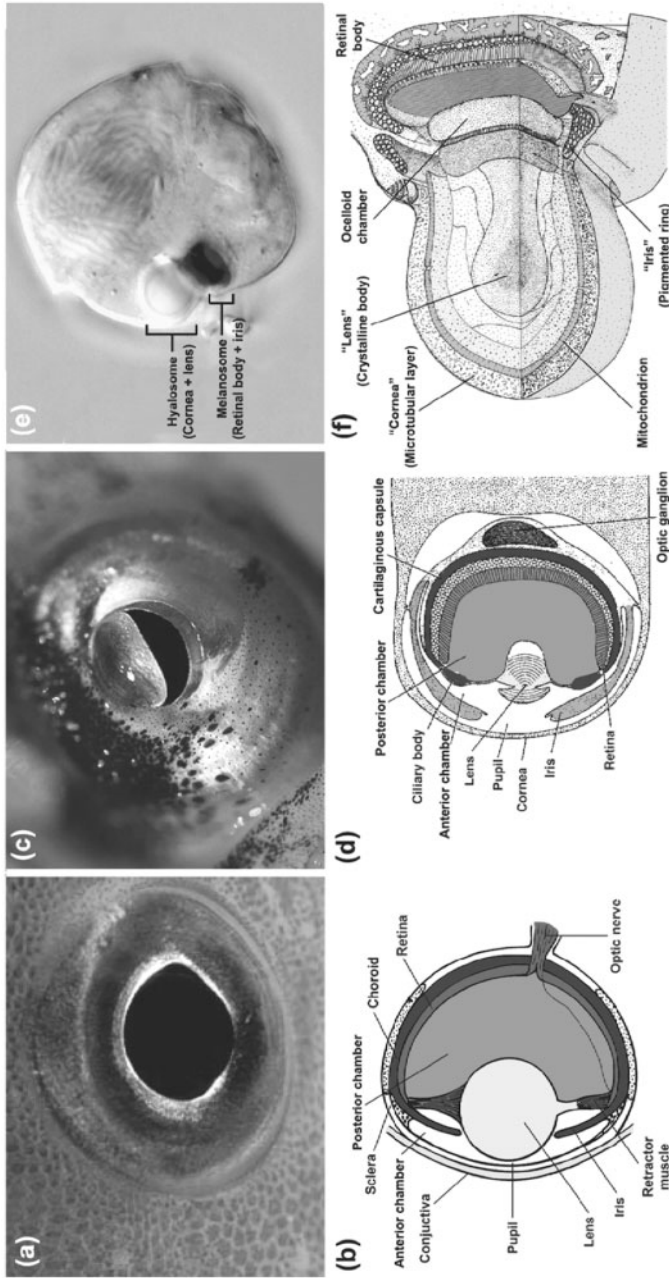 (a)
(b)
Sclera
Choroid
Posterior chamber
Retina
Anterior chamber
Conjuctiva
Pupil
Lens
Iris
Retractor
muscle
Optic nerve
(c)
(d)
Posterior chamber
Cartilaginous capsule
Ciliary body
Anterior chamber
Lens
Pupil
Cornea
Iris
Retina
Optic ganglion
(e)
Hyalosome
(Cornea + lens)
Melanosome
(Retinal body + iris)
(f)
Retinal
body
Ocelloid
chamber
"Lens"
(Crystalline body)
"Cornea"
(Microtubular layer)
Mitochondrion
"Iris"
(Pigmented ring)